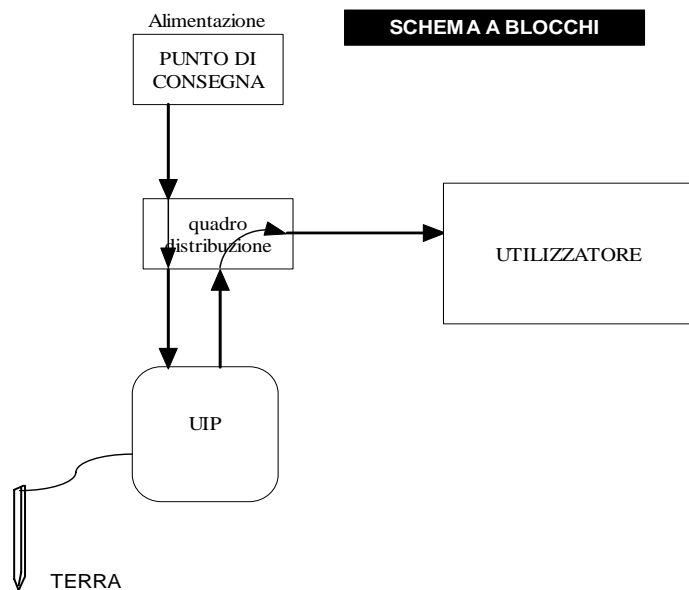 Alimentazione
SCHEMA A BLOCCHI
PUNTO DI
CONSEGNA
quadro
distribuzione
UTILIZZATORE
UIP
TERRA